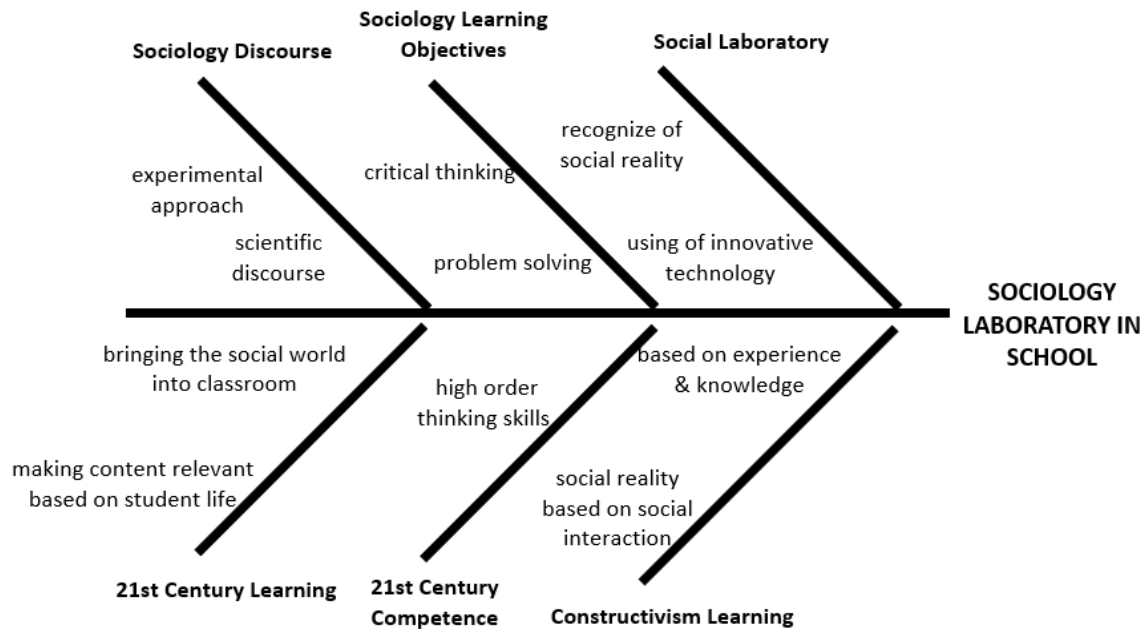 Sociology Discourse
Sociology Learning
Objectives
Social Laboratory
experimental
approach
scientific
discourse
critical thinking
problem solving
recognize of
social reality
using of innovative
technology
SOCIOLOGY
LABORATORY IN
SCHOOL
bringing the social world
into classroom
making content relevant
based on student life
high order
thinking skills
based on experience
& knowledge
social reality
based on social
interaction
21st Century Learning
21st Century
Competence
Constructivism Learning